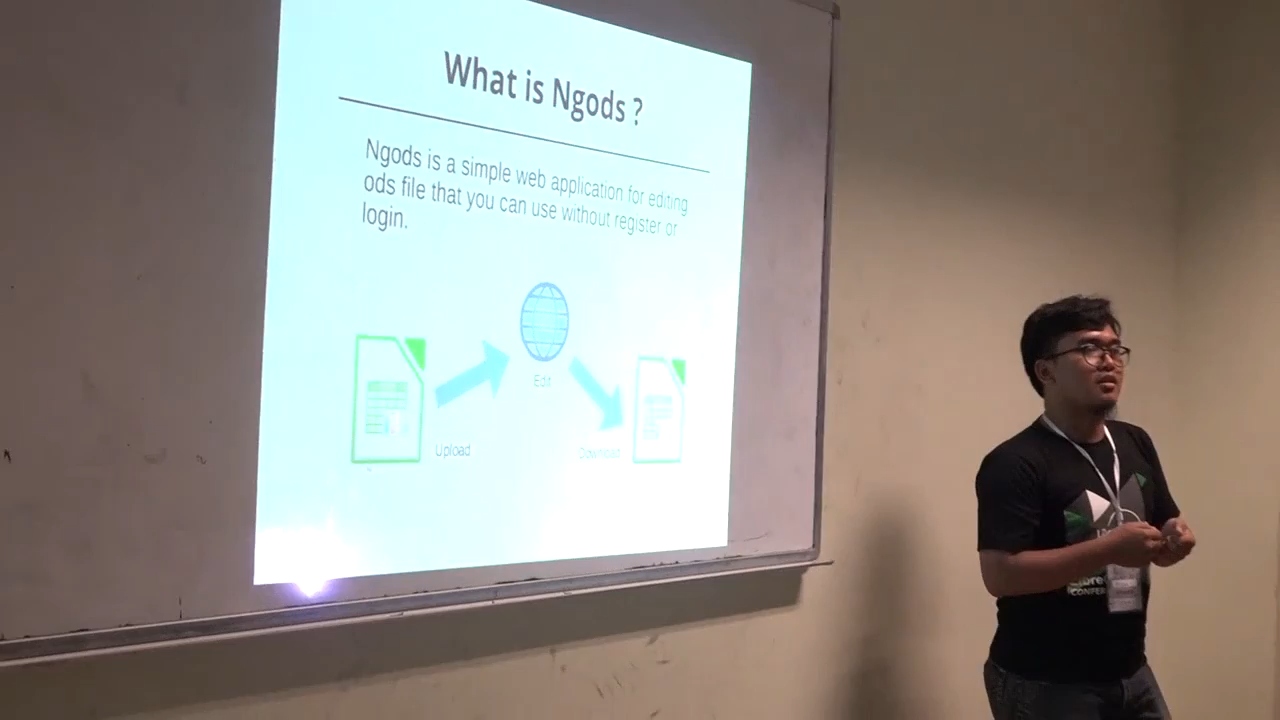 What is Ngods ?
Ngods is a simple web application for editing
ods file that you can use without register or
login.
Edit
Upload
Download